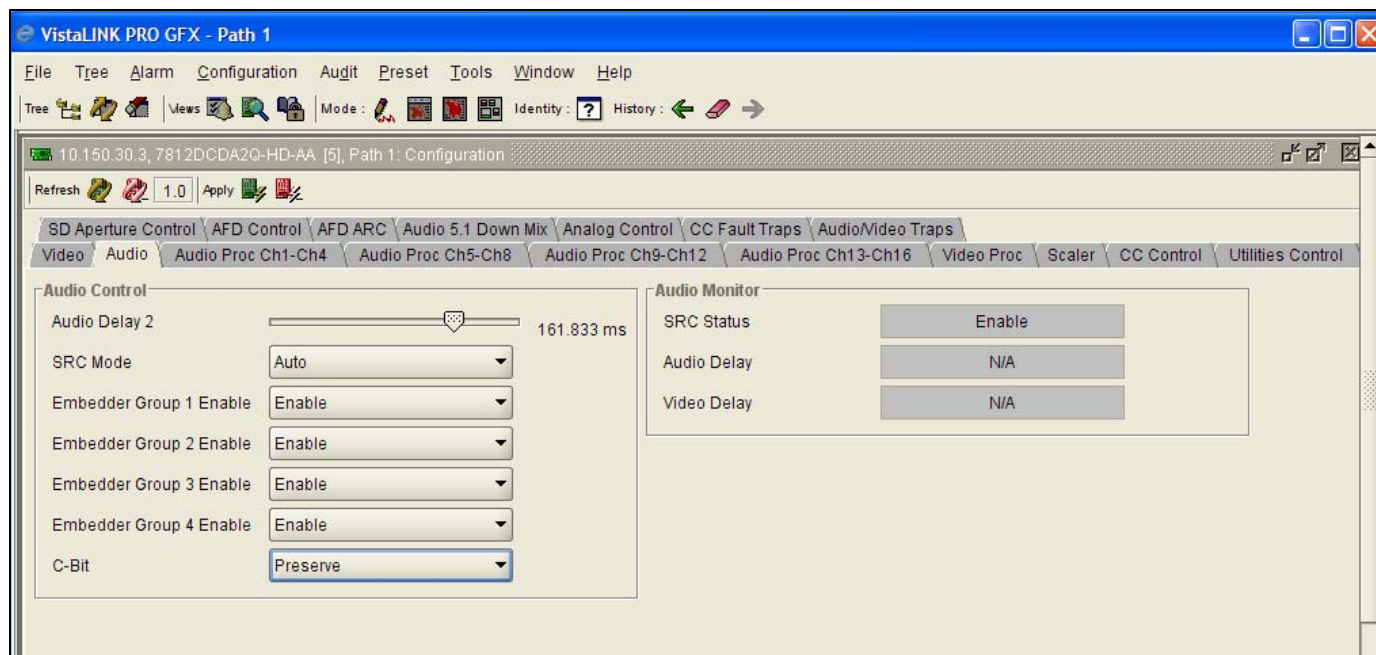 VistaLINK PRO GFX - Path 1
File Tree Alarm Configuration Audit Preset Tools Window Help
Tree Views Mode : Identity : ? History :
10.150.30.3, 7812DCDA2Q-HD-AA [5], Path 1: Configuration
Refresh 1.0 Apply
SD Aperture Control AFD Control AFD ARC Audio 5.1 Down Mix Analog Control CC Fault Traps Audio/Video Traps
Video Audio Audio Proc Ch1-Ch4 Audio Proc Ch5-Ch8 Audio Proc Ch9-Ch12 Audio Proc Ch13-Ch16 Video Proc Scaler CC Control Utilities Control
Audio Control
Audio Delay 2 161.833 ms
SRC Mode Auto
Embedder Group 1 Enable Enable
Embedder Group 2 Enable Enable
Embedder Group 3 Enable Enable
Embedder Group 4 Enable Enable
C-Bit Preserve
Audio Monitor
SRC Status Enable
Audio Delay N/A
Video Delay N/A